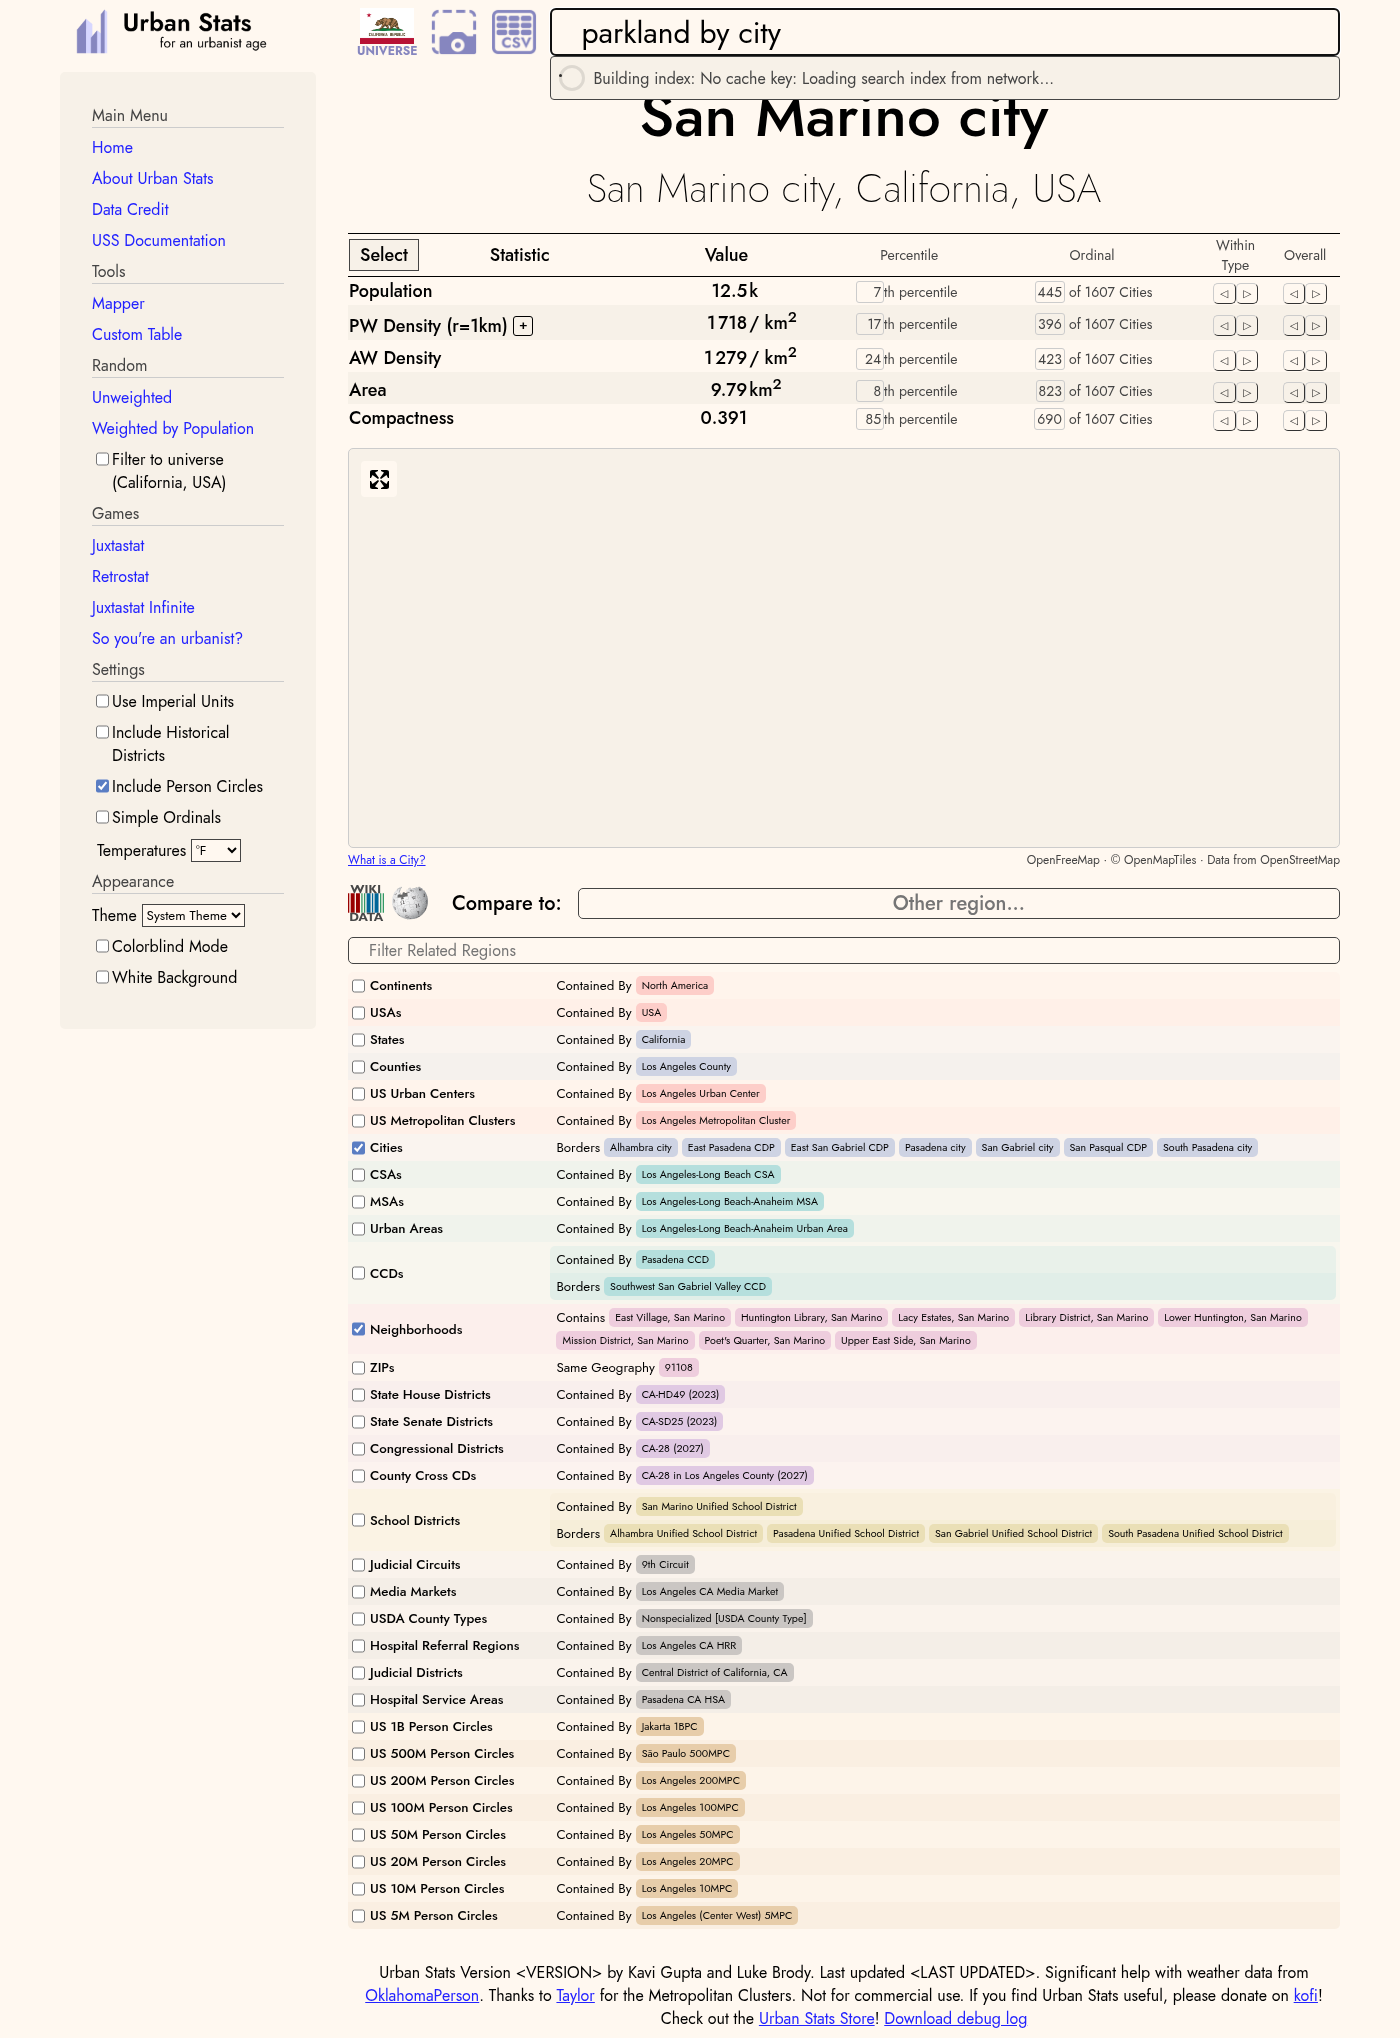 Urban Stats
for an urbanist age
CALIFORNIA REPUBLIC
UNIVERSE
CSV
parkland by city
Building index: No cache key: Loading search index from network...
Main Menu
Home
About Urban Stats
Data Credit
USS Documentation
Tools
Mapper
Custom Table
Random
Unweighted
Weighted by Population
Filter to universe
(California, USA)
Games
Juxtastat
Retrostat
Juxtastat Infinite
So you're an urbanist?
Settings
Use Imperial Units
Include Historical
Districts
Include Person Circles
Simple Ordinals
Temperatures °F
Appearance
Theme System Theme
Colorblind Mode
White Background
San Marino city
San Marino city, California, USA
Select Statistic Value Percentile Ordinal Within Type Overall
Population 12.5 k 7th percentile 445 of 1607 Cities
PW Density (r=1km) + 1 718 / km2 17th percentile 396 of 1607 Cities
AW Density 1 279 / km2 24th percentile 423 of 1607 Cities
Area 9.79 km2 8th percentile 823 of 1607 Cities
Compactness 0.391 85th percentile 690 of 1607 Cities
What is a City? OpenFreeMap · © OpenMapTiles · Data from OpenStreetMap
WIKI
DATA
Compare to: Other region...
Filter Related Regions
Continents Contained By North America
USAs Contained By USA
States Contained By California
Counties Contained By Los Angeles County
US Urban Centers Contained By Los Angeles Urban Center
US Metropolitan Clusters Contained By Los Angeles Metropolitan Cluster
Cities Borders Alhambra city East Pasadena CDP East San Gabriel CDP Pasadena city San Gabriel city San Pasqual CDP South Pasadena city
CSAs Contained By Los Angeles-Long Beach CSA
MSAs Contained By Los Angeles-Long Beach-Anaheim MSA
Urban Areas Contained By Los Angeles-Long Beach-Anaheim Urban Area
CCDs Contained By Pasadena CCD
Borders Southwest San Gabriel Valley CCD
Neighborhoods Contains East Village, San Marino Huntington Library, San Marino Lacy Estates, San Marino Library District, San Marino Lower Huntington, San Marino
Mission District, San Marino Poet's Quarter, San Marino Upper East Side, San Marino
ZIPs Same Geography 91108
State House Districts Contained By CA-HD49 (2023)
State Senate Districts Contained By CA-SD25 (2023)
Congressional Districts Contained By CA-28 (2027)
County Cross CDs Contained By CA-28 in Los Angeles County (2027)
School Districts Contained By San Marino Unified School District
Borders Alhambra Unified School District Pasadena Unified School District San Gabriel Unified School District South Pasadena Unified School District
Judicial Circuits Contained By 9th Circuit
Media Markets Contained By Los Angeles CA Media Market
USDA County Types Contained By Nonspecialized [USDA County Type]
Hospital Referral Regions Contained By Los Angeles CA HRR
Judicial Districts Contained By Central District of California, CA
Hospital Service Areas Contained By Pasadena CA HSA
US 1B Person Circles Contained By Jakarta 1BPC
US 500M Person Circles Contained By São Paulo 500MPC
US 200M Person Circles Contained By Los Angeles 200MPC
US 100M Person Circles Contained By Los Angeles 100MPC
US 50M Person Circles Contained By Los Angeles 50MPC
US 20M Person Circles Contained By Los Angeles 20MPC
US 10M Person Circles Contained By Los Angeles 10MPC
US 5M Person Circles Contained By Los Angeles (Center West) 5MPC
Urban Stats Version <VERSION> by Kavi Gupta and Luke Brody. Last updated <LAST UPDATED>. Significant help with weather data from
OklahomaPerson. Thanks to Taylor for the Metropolitan Clusters. Not for commercial use. If you find Urban Stats useful, please donate on kofi!
Check out the Urban Stats Store! Download debug log